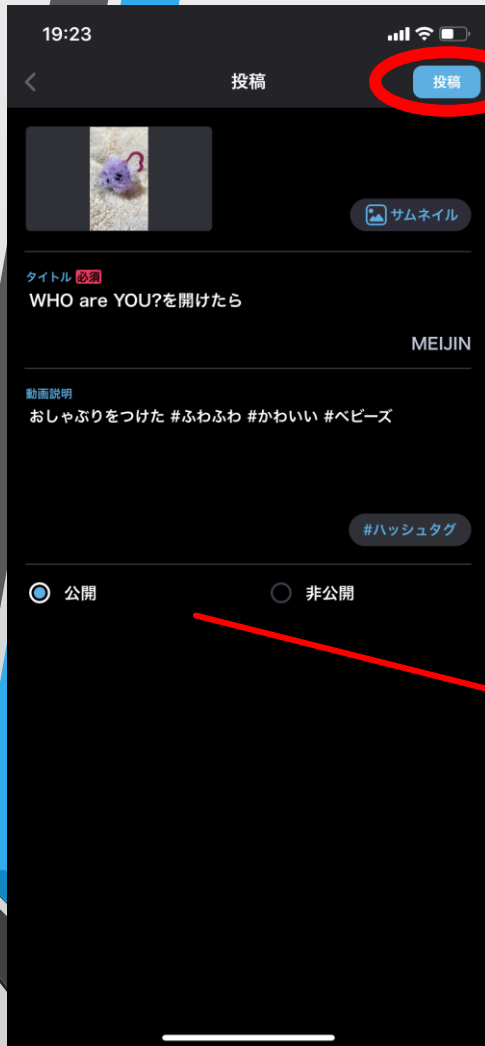 19:23
投稿
投稿
サムネイル
タイトル 必須
WHO are YOU?を開けたら
MEIJIN
動画説明
おしゃぶりをつけた #ふわふわ #かわいい #ベビーズ
#ハッシュタグ
公開
非公開